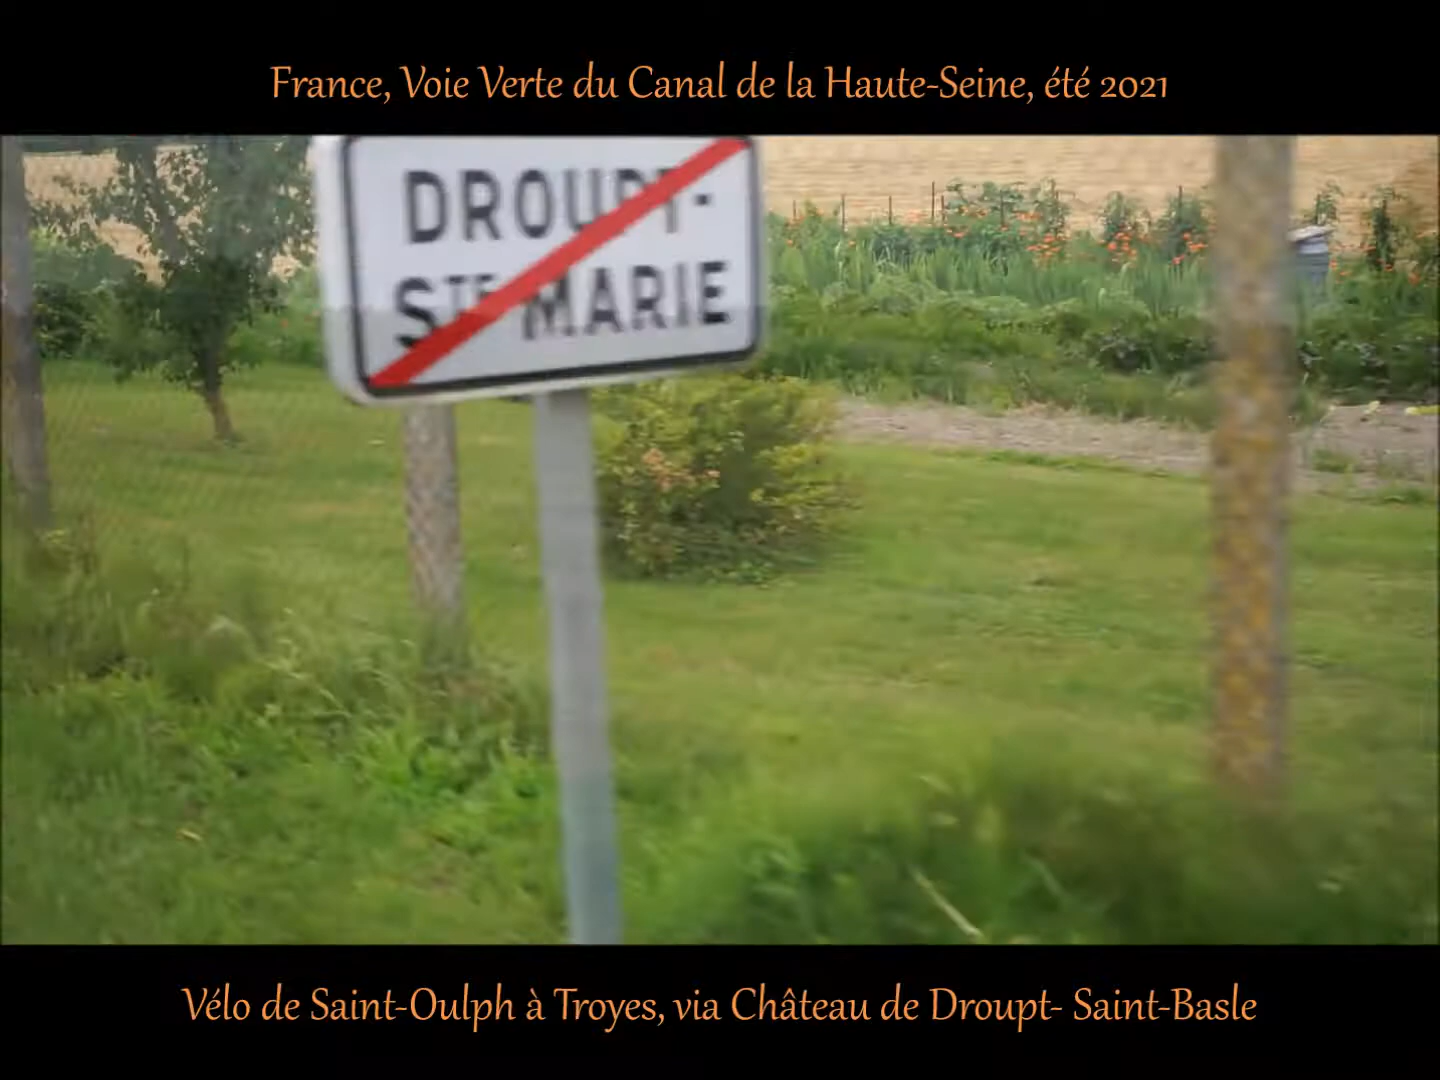 France, Voie Verte du Canal de la Haute-Seine, été 2021
DROUPT-
STE MARIE
Vélo de Saint-Oulph à Troyes, via Château de Droupt- Saint-Basle